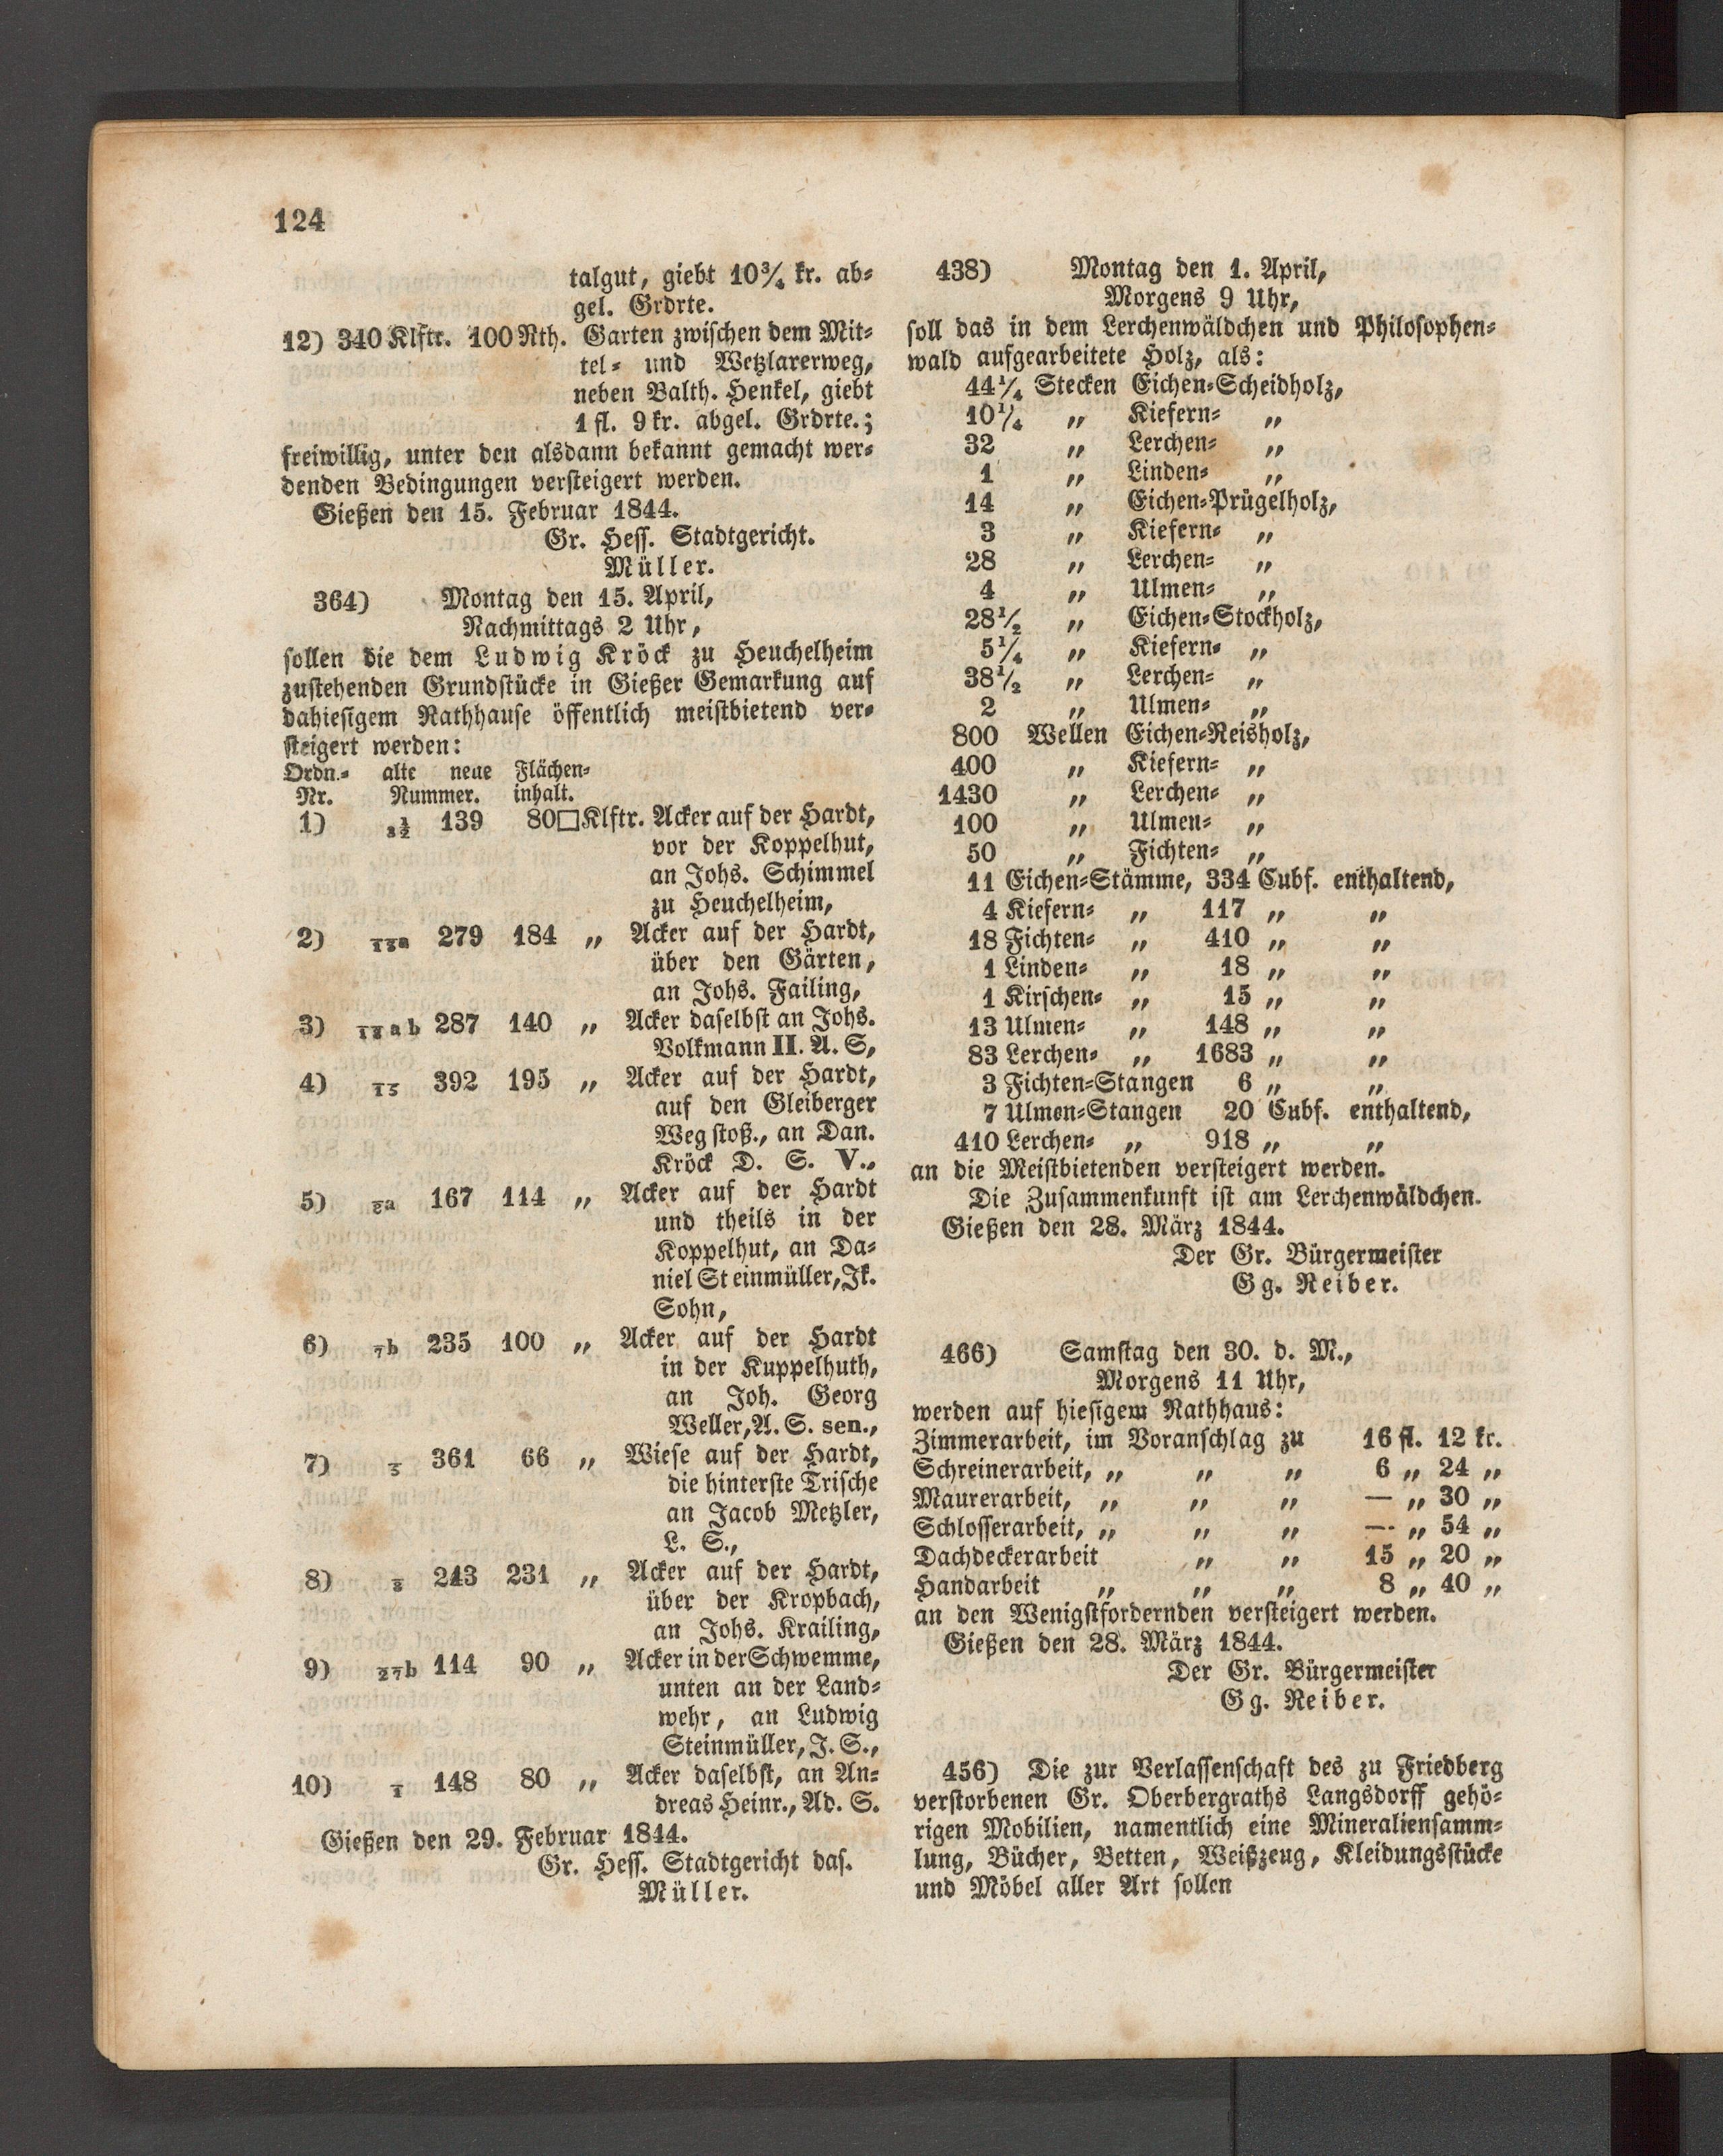 124
talgut, giebt 10¾ kr. ab-
gel. Grdrte.
12) 340 Klftr. 100 Rth. Garten zwischen dem Mit-
tel- und Wetzlarerweg,
neben Balth. Henkel, giebt
1 fl. 9 kr. abgel. Grdrte.;
freiwillig, unter den alsdann bekannt gemacht wer-
denden Bedingungen versteigert werden.
Gießen den 15. Februar 1844.
Gr. Hess. Stadtgericht.
Müller.
364) Montag den 15. April,
Nachmittags 2 Uhr,
sollen die dem Ludwig Kröck zu Heuchelheim
zustehenden Grundstücke in Gießer Gemarkung auf
dahiesigem Rathhause öffentlich meistbietend ver-
steigert werden:
Ordn.- alte neue Flächen-
Nr. Nummer. inhalt.
1) 139 80□Klftr. Acker auf der Hardt,
vor der Koppelhut,
an Johs. Schimmel
zu Heuchelheim,
2) 279 184 „ Acker auf der Hardt,
über den Gärten,
an Johs. Failing,
3) 287 140 „ Acker daselbst an Johs.
Volkmann II. A. S,
4) 392 195 „ Acker auf der Hardt,
auf den Gleiberger
Weg stoß., an Dan.
Kröck D. S. V.,
5) 167 114 „ Acker auf der Hardt
und theils in der
Koppelhut, an Da-
niel Steinmüller, Jk.
Sohn,
6) 235 100 „ Acker auf der Hardt
in der Kuppelhuth,
an Joh. Georg
Weller, A. S. sen.,
7) 361 66 „ Wiese auf der Hardt,
die hinterste Trische
an Jacob Metzler,
L. S.,
8) 243 231 „ Acker auf der Hardt,
über der Kropbach,
an Johs. Krailing,
9) 114 90 „ Acker in der Schwemme,
unten an der Land-
wehr, an Ludwig
Steinmüller, J. S.,
10) 148 80 „ Acker daselbst, an An-
dreas Heinr., Ad. S.
Gießen den 29. Februar 1844.
Gr. Hess. Stadtgericht das.
Müller.
438) Montag den 1. April,
Morgens 9 Uhr,
soll das in dem Lerchenwäldchen und Philosophen-
wald aufgearbeitete Holz, als:
44¼ Stecken Eichen-Scheidholz,
10¼ „ Kiefern- „
32 „ Lerchen- „
1 „ Linden- „
14 „ Eichen-Prügelholz,
3 „ Kiefern- „
28 „ Lerchen- „
4 „ Ulmen- „
28½ „ Eichen-Stockholz,
5¼ „ Kiefern- „
38½ „ Lerchen- „
2 „ Ulmen- „
800 Wellen Eichen-Reisholz,
400 „ Kiefern- „
1430 „ Lerchen- „
100 „ Ulmen- „
50 „ Fichten- „
11 Eichen-Stämme, 334 Cubf. enthaltend,
4 Kiefern- „ 117 „ „
18 Fichten- „ 410 „ „
1 Linden- „ 18 „ „
1 Kirschen- „ 15 „ „
13 Ulmen- „ 148 „ „
83 Lerchen- „ 1683 „ „
3 Fichten-Stangen 6 „ „
7 Ulmen-Stangen 20 Cubf. enthaltend,
410 Lerchen- „ 918 „ „
an die Meistbietenden versteigert werden.
Die Zusammenkunft ist am Lerchenwäldchen.
Gießen den 28. März 1844.
Der Gr. Bürgermeister
Gg. Reiber.
466) Samstag den 30. d. M.,
Morgens 11 Uhr,
werden auf hiesigem Rathhaus:
Zimmerarbeit, im Voranschlag zu 16 fl. 12 kr.
Schreinerarbeit, „ „ „ 6 „ 24 „
Maurerarbeit, „ „ „ — „ 30 „
Schlosserarbeit, „ „ „ — „ 54 „
Dachdeckerarbeit „ „ 15 „ 20 „
Handarbeit „ „ „ 8 „ 40 „
an den Wenigstfordernden versteigert werden.
Gießen den 28. März 1844.
Der Gr. Bürgermeister
Gg. Reiber.
456) Die zur Verlassenschaft des zu Friedberg
verstorbenen Gr. Oberbergraths Langsdorff gehö-
rigen Mobilien, namentlich eine Mineraliensamm-
lung, Bücher, Betten, Weißzeug, Kleidungsstücke
und Möbel aller Art sollen